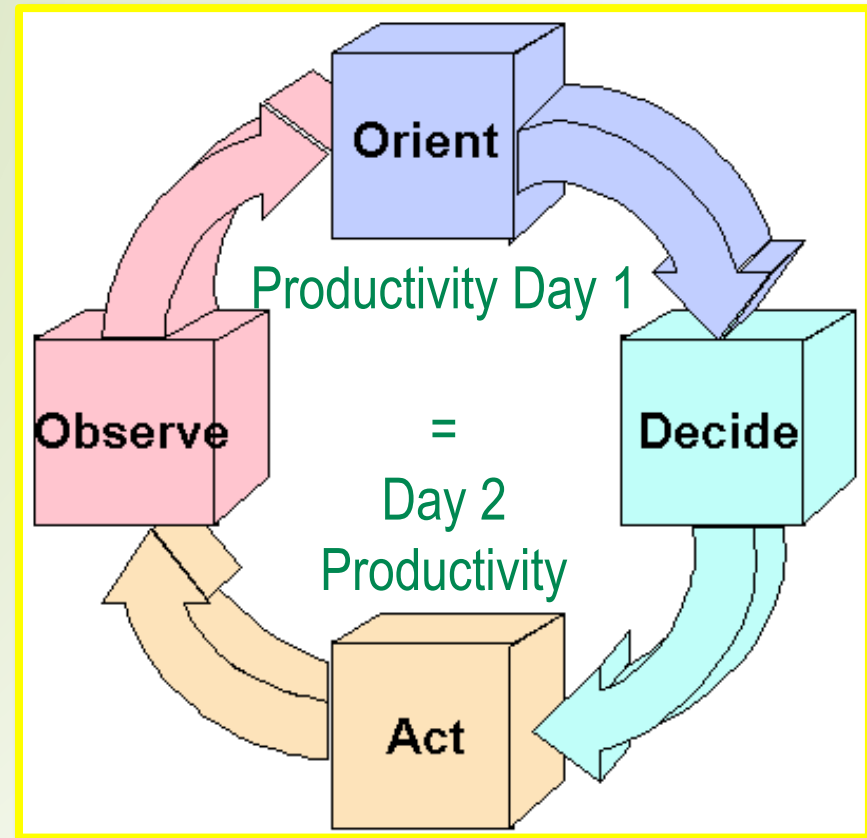 Orient
Productivity Day 1
Observe
=
Decide
Day 2
Productivity
Act